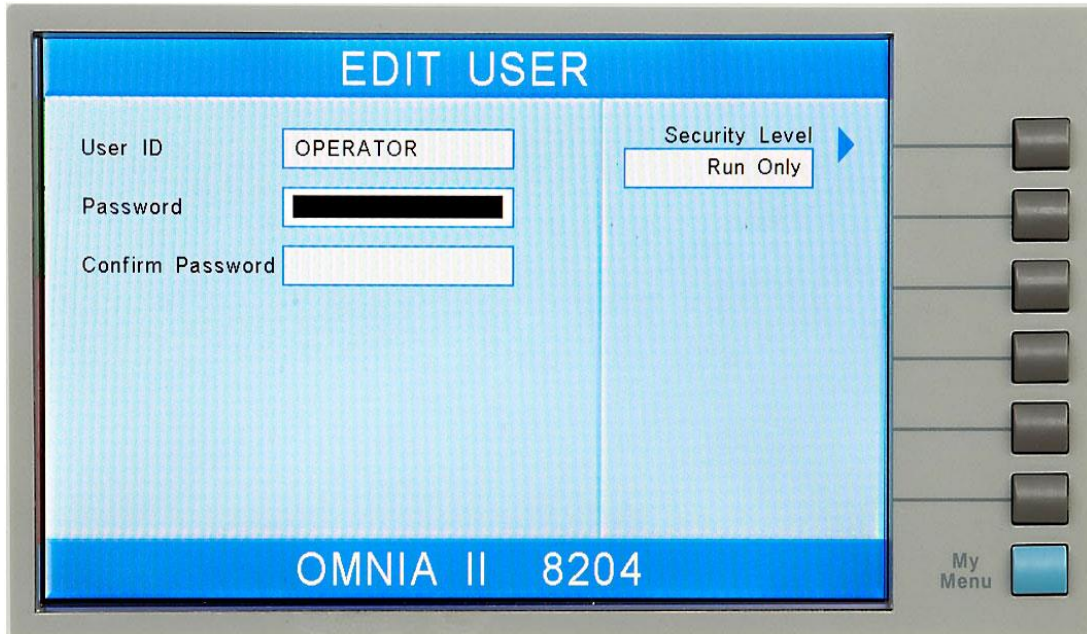 EDIT USER
User ID OPERATOR
Password
Confirm Password
Security Level
Run Only
OMNIA II 8204
My
Menu